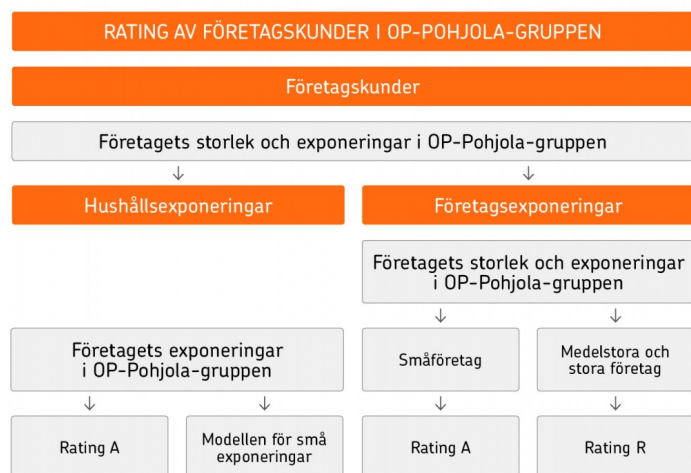 RATING AV FÖRETAGSKUNDER I OP-POHJOLA-GRUPPEN
Företagskunder
Företagets storlek och exponeringar i OP-Pohjola-gruppen
Hushållsexponeringar
Företagsexponeringar
Företagets storlek och exponeringar
i OP-Pohjola-gruppen
Företagets exponeringar
i OP-Pohjola-gruppen
Småföretag
Medelstora och
stora företag
Rating A
Modellen för små
exponeringar
Rating A
Rating R